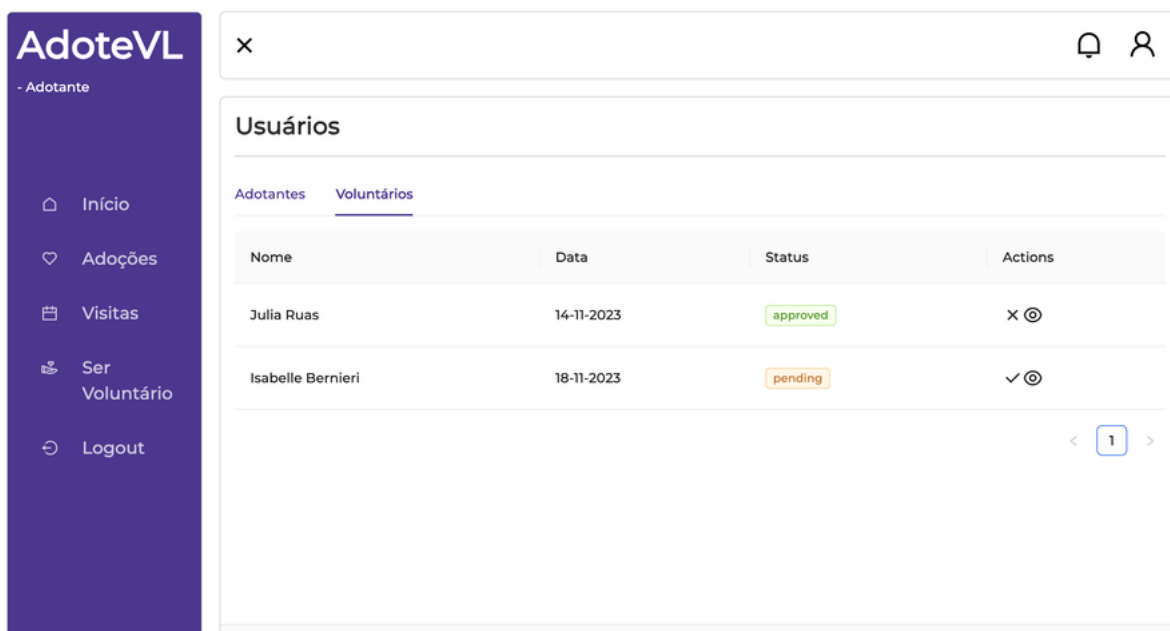 AdoteVL
- Adotante
Início
Adoções
Visitas
Ser
Voluntário
Logout
Usuários
Adotantes Voluntários
Nome Data Status Actions
Julia Ruas 14-11-2023 approved
Isabelle Bernieri 18-11-2023 pending
< 1 >